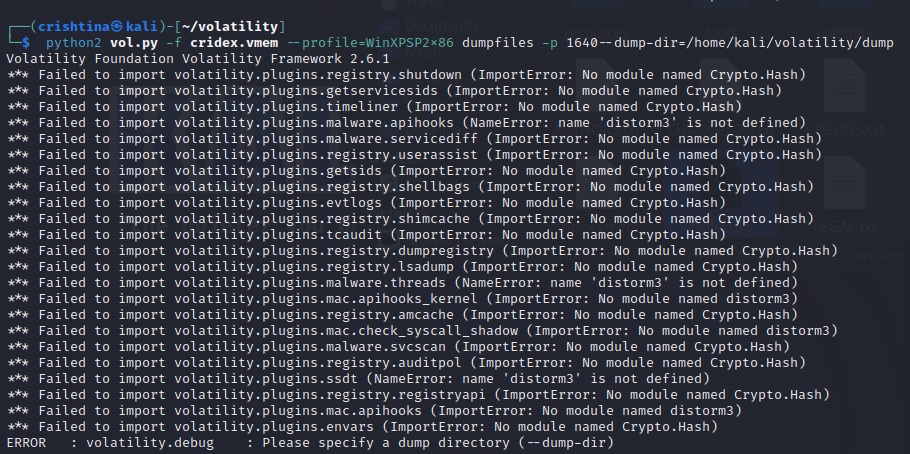 ┌──(crishtina㉿kali)-[~/volatility]
└─$ python2 vol.py -f cridex.vmem --profile=WinXPSP2×86 dumpfiles -p 1640--dump-dir=/home/kali/volatility/dump
Volatility Foundation Volatility Framework 2.6.1
*** Failed to import volatility.plugins.registry.shutdown (ImportError: No module named Crypto.Hash)
*** Failed to import volatility.plugins.getservicesids (ImportError: No module named Crypto.Hash)
*** Failed to import volatility.plugins.timeliner (ImportError: No module named Crypto.Hash)
*** Failed to import volatility.plugins.malware.apihooks (NameError: name 'distorm3' is not defined)
*** Failed to import volatility.plugins.malware.servicediff (ImportError: No module named Crypto.Hash)
*** Failed to import volatility.plugins.registry.userassist (ImportError: No module named Crypto.Hash)
*** Failed to import volatility.plugins.getsids (ImportError: No module named Crypto.Hash)
*** Failed to import volatility.plugins.registry.shellbags (ImportError: No module named Crypto.Hash)
*** Failed to import volatility.plugins.evtlogs (ImportError: No module named Crypto.Hash)
*** Failed to import volatility.plugins.registry.shimcache (ImportError: No module named Crypto.Hash)
*** Failed to import volatility.plugins.tcaudit (ImportError: No module named Crypto.Hash)
*** Failed to import volatility.plugins.registry.dumpregistry (ImportError: No module named Crypto.Hash)
*** Failed to import volatility.plugins.registry.lsadump (ImportError: No module named Crypto.Hash)
*** Failed to import volatility.plugins.malware.threads (NameError: name 'distorm3' is not defined)
*** Failed to import volatility.plugins.mac.apihooks_kernel (ImportError: No module named distorm3)
*** Failed to import volatility.plugins.registry.amcache (ImportError: No module named Crypto.Hash)
*** Failed to import volatility.plugins.mac.check_syscall_shadow (ImportError: No module named distorm3)
*** Failed to import volatility.plugins.malware.svcscan (ImportError: No module named Crypto.Hash)
*** Failed to import volatility.plugins.registry.auditpol (ImportError: No module named Crypto.Hash)
*** Failed to import volatility.plugins.ssdt (NameError: name 'distorm3' is not defined)
*** Failed to import volatility.plugins.registry.registryapi (ImportError: No module named Crypto.Hash)
*** Failed to import volatility.plugins.mac.apihooks (ImportError: No module named distorm3)
*** Failed to import volatility.plugins.envars (ImportError: No module named Crypto.Hash)
ERROR   : volatility.debug    : Please specify a dump directory (--dump-dir)